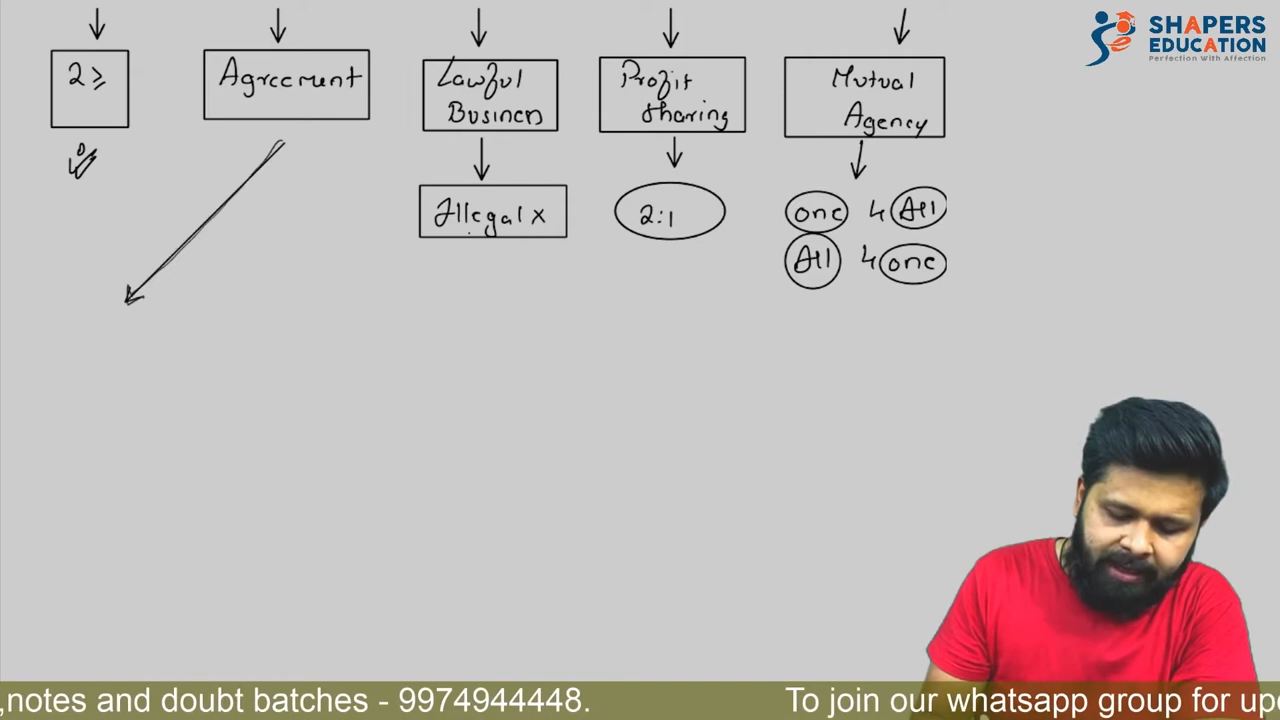 SHAPERS
EDUCATION
Perfection With Affection
2 ≥
Agreement
Lawful
Business
Profit
sharing
Mutual
Agency
Illegal x
2:1
one 4 All
All 4 one
,notes and doubt batches - 9974944448.
To join our whatsapp group for upd